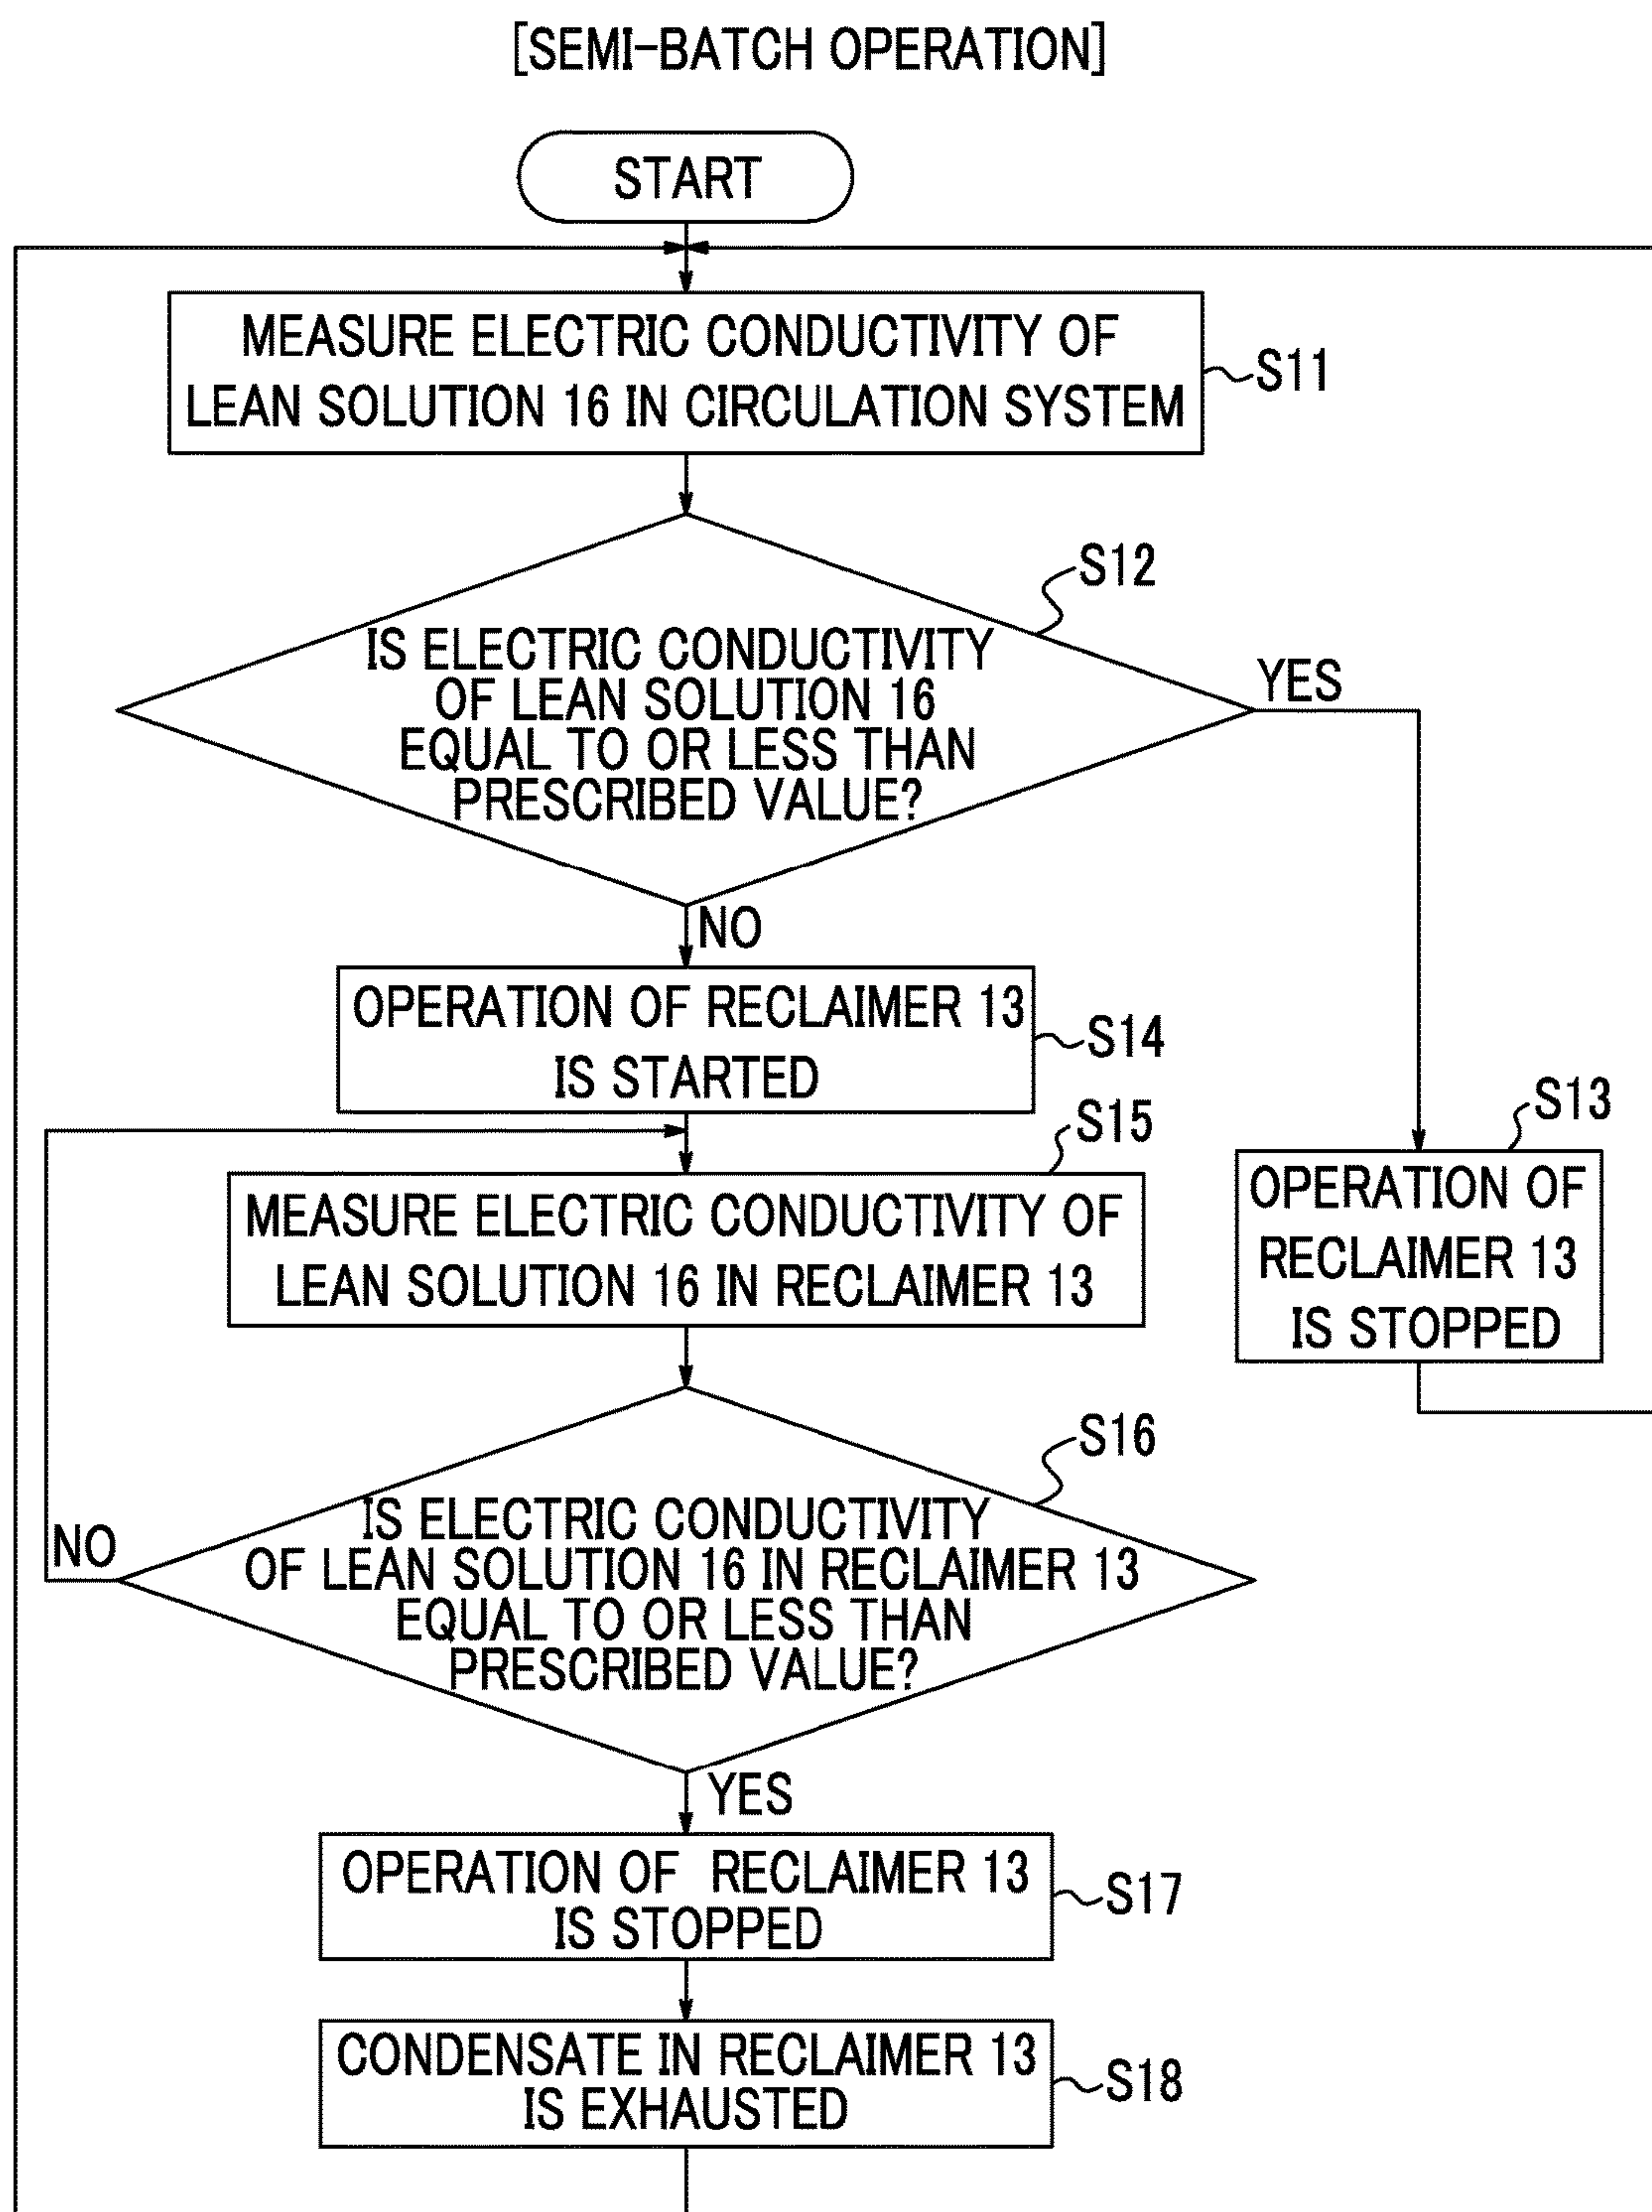 [SEMI-BATCH OPERATION]
START
MEASURE ELECTRIC CONDUCTIVITY OF
LEAN SOLUTION 16 IN CIRCULATION SYSTEM
S11
S12
IS ELECTRIC CONDUCTIVITY
OF LEAN SOLUTION 16
EQUAL TO OR LESS THAN
PRESCRIBED VALUE?
YES
NO
OPERATION OF RECLAIMER 13
IS STARTED
S14
S13
OPERATION OF
RECLAIMER 13
IS STOPPED
S15
MEASURE ELECTRIC CONDUCTIVITY OF
LEAN SOLUTION 16 IN RECLAIMER 13
S16
IS ELECTRIC CONDUCTIVITY
OF LEAN SOLUTION 16 IN RECLAIMER 13
EQUAL TO OR LESS THAN
PRESCRIBED VALUE?
NO
YES
OPERATION OF RECLAIMER 13
IS STOPPED
S17
CONDENSATE IN RECLAIMER 13
IS EXHAUSTED
S18